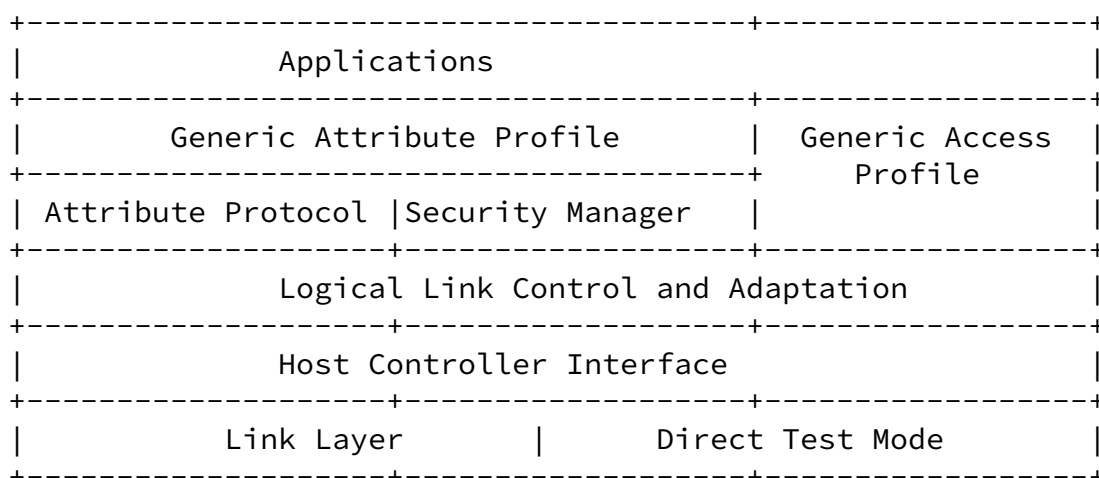 Applications
Generic Attribute Profile | Generic Access
Profile
Attribute Protocol |Security Manager |
Logical Link Control and Adaptation
Host Controller Interface
Link Layer | Direct Test Mode